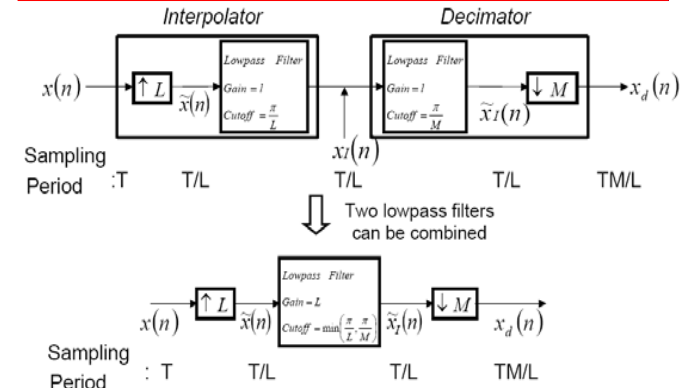 Interpolator Decimator
Lowpass Filter Lowpass Filter
x(n) ↑ L x̃(n) Gain = l Gain = l x̃I(n) ↓ M xd(n)
Cutoff = π/L Cutoff = π/M
xI(n)
Sampling
Period :T T/L T/L T/L TM/L
Two lowpass filters
can be combined
Lowpass Filter
↑ L Gain = L ↓ M
x(n) x̃(n) Cutoff = min(π/L, π/M) x̃I(n) xd(n)
Sampling
Period : T T/L T/L TM/L